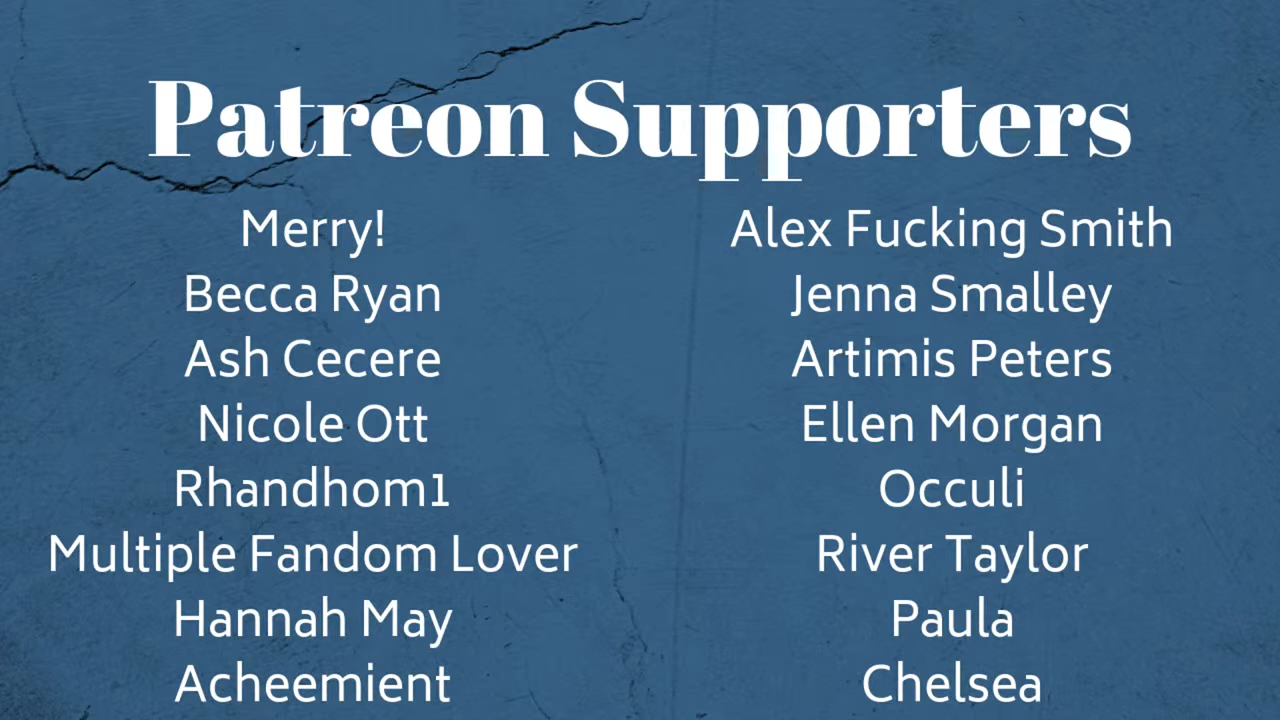 Patreon Supporters
Merry!
Becca Ryan
Ash Cecere
Nicole Ott
Rhandhom1
Multiple Fandom Lover
Hannah May
Acheemient
Alex Fucking Smith
Jenna Smalley
Artimis Peters
Ellen Morgan
Occuli
River Taylor
Paula
Chelsea